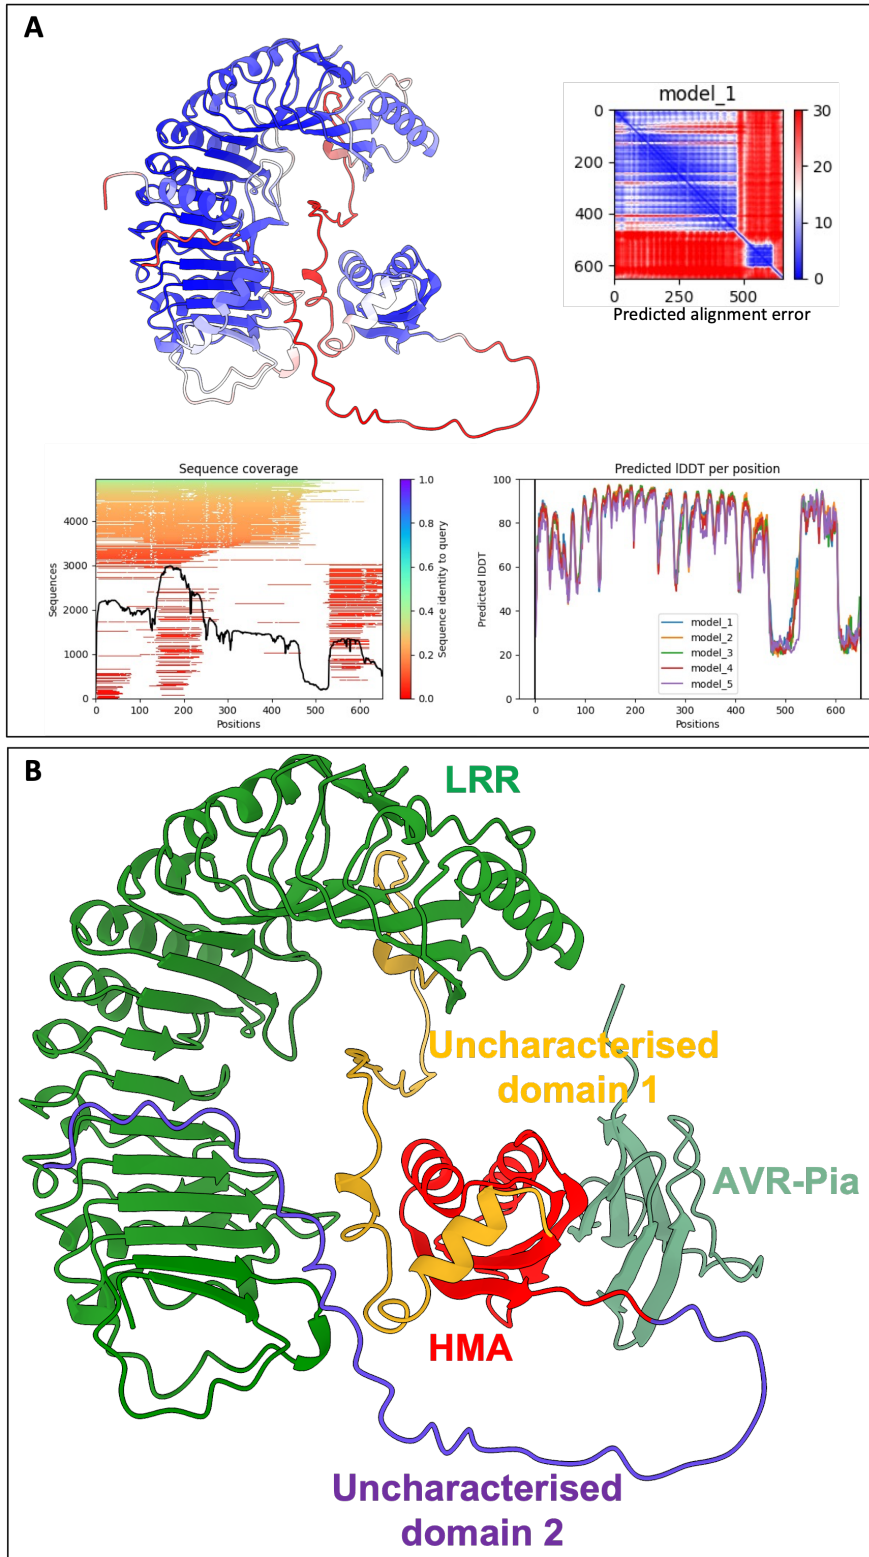 A
model_1
0
200
400
600
0
250
500
30
20
10
0
Predicted alignment error
Sequence coverage
4000
3000
2000
1000
0
Sequences
0
100
200
300
400
500
600
Positions
1.0
0.8
0.6
0.4
0.2
0.0
Sequence identity to query
Predicted lDDT per position
100
80
60
40
20
0
Predicted lDDT
model_1
model_2
model_3
model_4
model_5
0
100
200
300
400
500
600
Positions
B
LRR
Uncharacterised
domain 1
AVR-Pia
HMA
Uncharacterised
domain 2